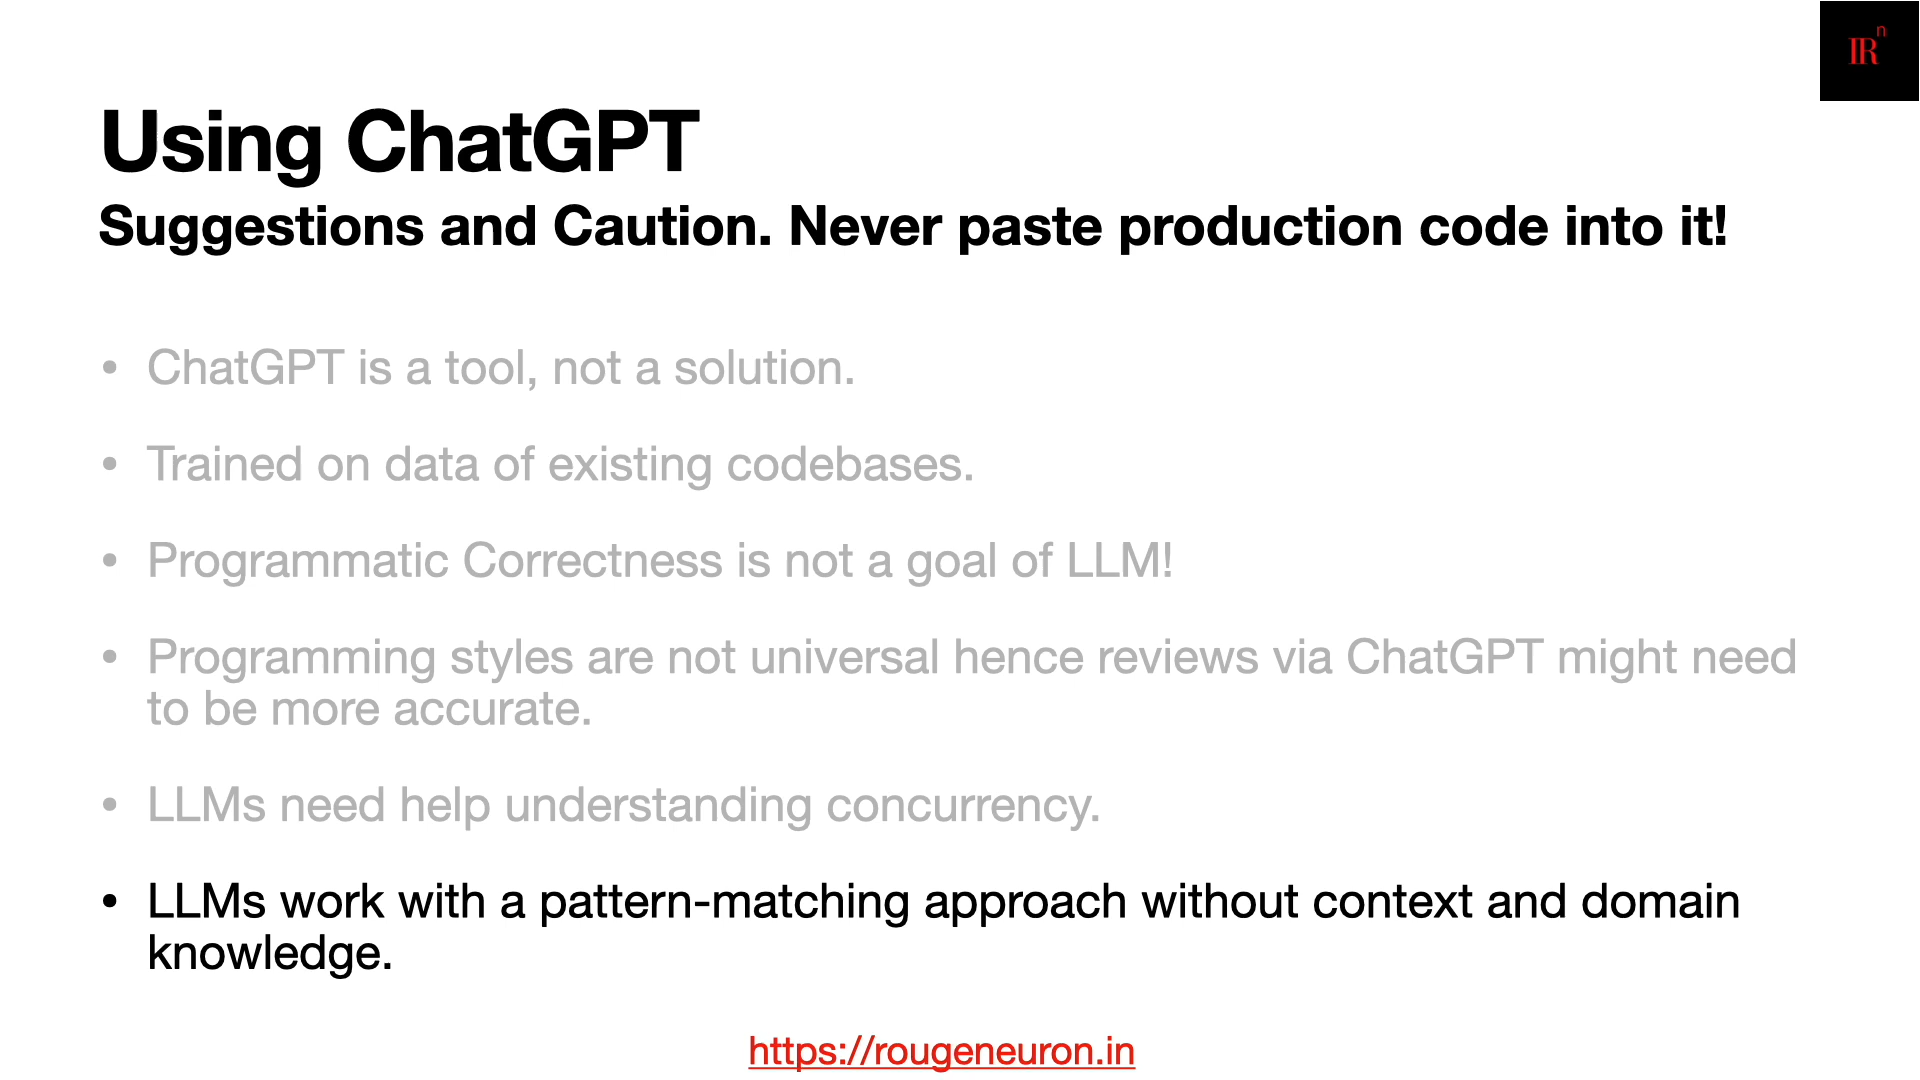 IRn
Using ChatGPT
Suggestions and Caution. Never paste production code into it!
• ChatGPT is a tool, not a solution.
• Trained on data of existing codebases.
• Programmatic Correctness is not a goal of LLM!
• Programming styles are not universal hence reviews via ChatGPT might need
to be more accurate.
• LLMs need help understanding concurrency.
• LLMs work with a pattern-matching approach without context and domain
knowledge.
https://rougeneuron.in